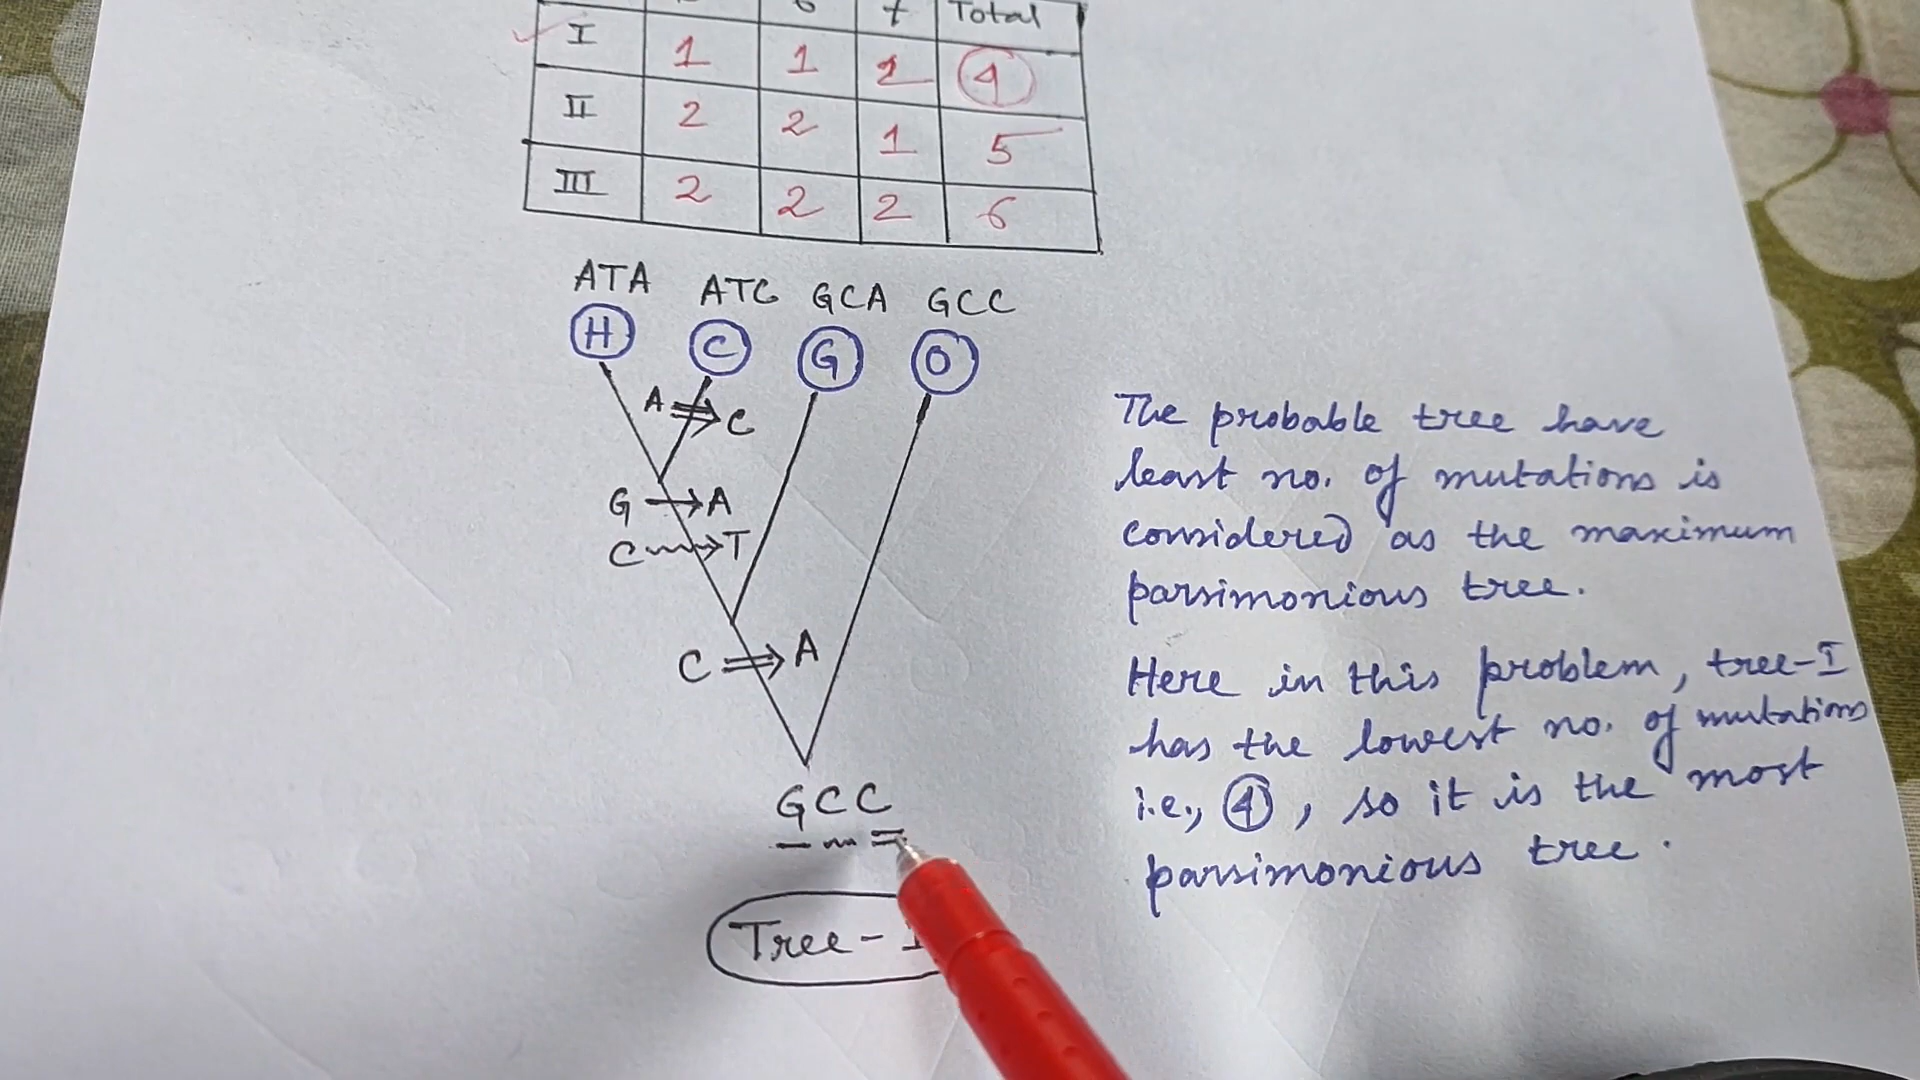 Total
I 1 1 2 4
II 2 2 1 5
III 2 2 2 6
ATA ATC GCA GCC
H C G O
A ⇒ C
G → A
C → T
C ⇒ A
GCC
Tree -
The probable tree have
least no. of mutations is
considered as the maximum
parsimonious tree.
Here in this problem, tree-I
has the lowest no. of mutations
i.e., 4, so it is the most
parsimonious tree.